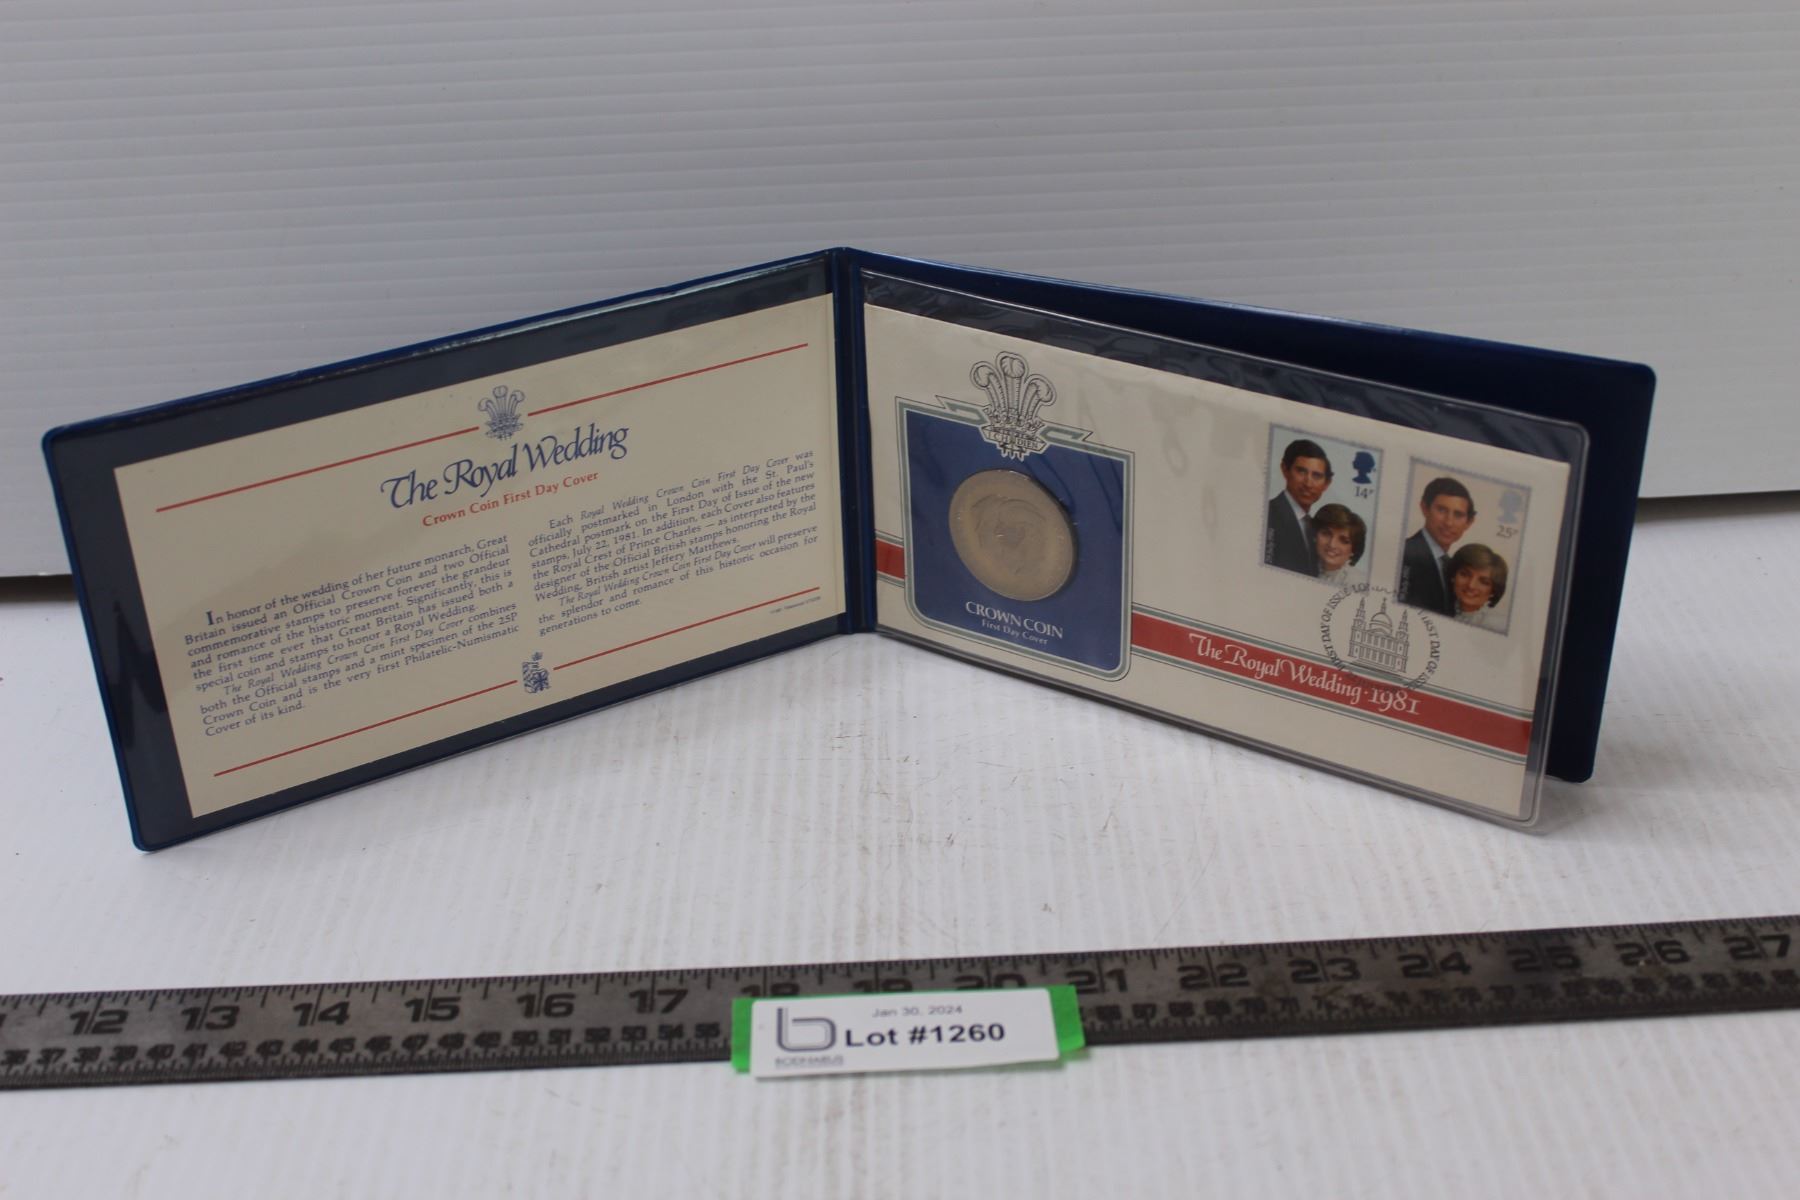 The Royal Wedding
Crown Coin First Day Cover
In honor of the wedding of her future monarch, Great
Britain issued an Official Crown Coin and two Official
commemorative stamps to preserve forever the grandeur
and romance of the historic moment. Significantly, this is
the first time ever that Great Britain has issued both a
special coin and stamps to honor a Royal Wedding.
The Royal Wedding Crown Coin First Day Cover combines
both the Official stamps and a mint specimen of the 25P
Crown Coin and is the very first Philatelic-Numismatic
Cover of its kind.
Each Royal Wedding Crown Coin First Day Cover was
officially postmarked in London with the St. Paul's
Cathedral postmark on the First Day of Issue of the new
stamps, July 22, 1981. In addition, each Cover also features
the Royal Crest of Prince Charles — as interpreted by the
designer of the Official British stamps honoring the Royal
Wedding, British artist Jeffery Matthews.
The Royal Wedding Crown Coin First Day Cover will preserve
the splendor and romance of this historic occasion for
generations to come.
ICH DIEN
CROWN COIN
First Day Cover
14P
25P
FIRST DAY OF ISSUE
FIRST DAY OF ISSUE
The Royal Wedding · 1981
12 13 14 15 16 17 18 19 20 21 22 23 24 25 26 27
Jan 30, 2024
Lot #1260
BODNARUS